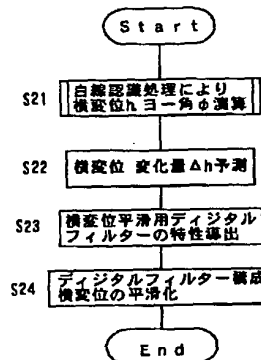 Start
S21
白線認識処理により
横変位hヨー角φ演算
S22
横変位 変化量Δh予測
S23
横変位平滑用ディジタル
フィルターの特性導出
S24
ディジタルフィルター構成
横変位の平滑化
End